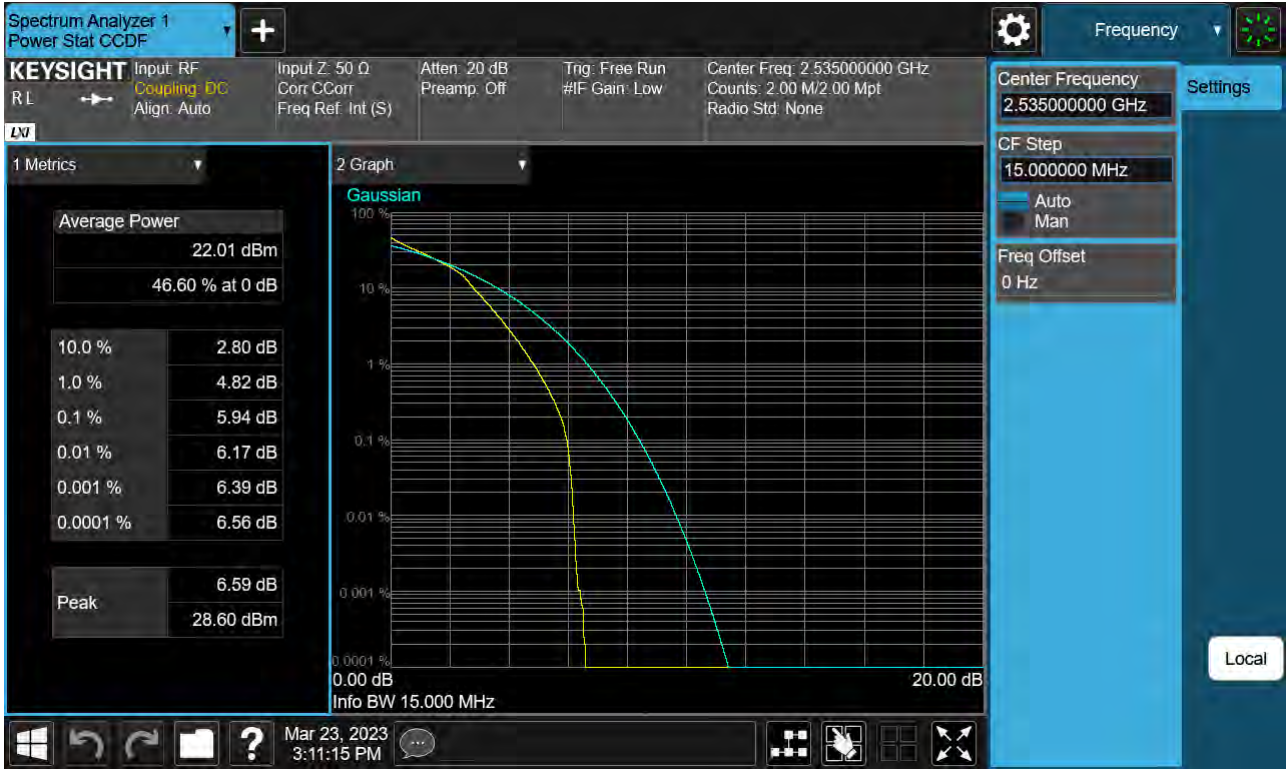 Spectrum Analyzer 1
Power Stat CCDF
+
Frequency
KEYSIGHT
R L
LXI
Input: RF
Coupling: DC
Align: Auto
Input Z: 50 Ω
Corr CCorr
Freq Ref: Int (S)
Atten: 20 dB
Preamp: Off
Trig: Free Run
#IF Gain: Low
Center Freq: 2.535000000 GHz
Counts: 2.00 M/2.00 Mpt
Radio Std: None
Center Frequency
2.535000000 GHz
Settings
CF Step
15.000000 MHz
Auto
Man
Freq Offset
0 Hz
1 Metrics
Average Power
22.01 dBm
46.60 % at 0 dB
10.0 % 2.80 dB
1.0 % 4.82 dB
0.1 % 5.94 dB
0.01 % 6.17 dB
0.001 % 6.39 dB
0.0001 % 6.56 dB
Peak
6.59 dB
28.60 dBm
2 Graph
Gaussian
100 %
10 %
1 %
0.1 %
0.01 %
0.001 %
0.0001 %
0.00 dB 20.00 dB
Info BW 15.000 MHz
Local
?
Mar 23, 2023
3:11:15 PM